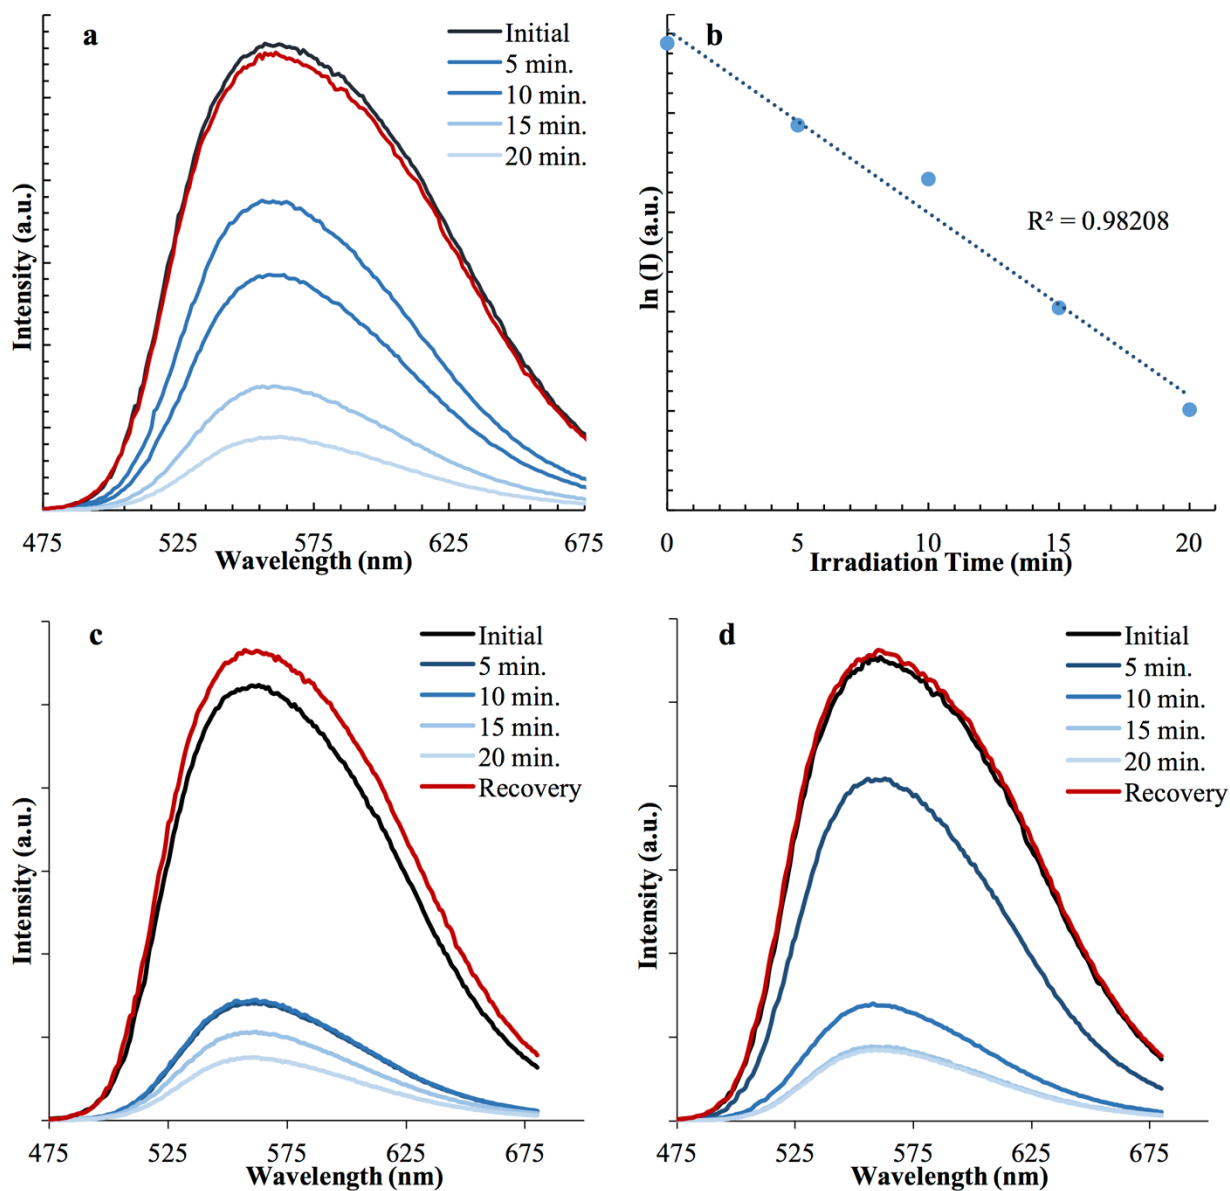 a
Initial
5 min.
10 min.
15 min.
20 min.
Intensity (a.u.)
475 525 575 625 675
Wavelength (nm)
b
R² = 0.98208
ln (I) (a.u.)
0 5 10 15 20
Irradiation Time (min)
c
Initial
5 min.
10 min.
15 min.
20 min.
Recovery
Intensity (a.u.)
475 525 575 625 675
Wavelength (nm)
d
Initial
5 min.
10 min.
15 min.
20 min.
Recovery
Intensity (a.u.)
475 525 575 625 675
Wavelength (nm)